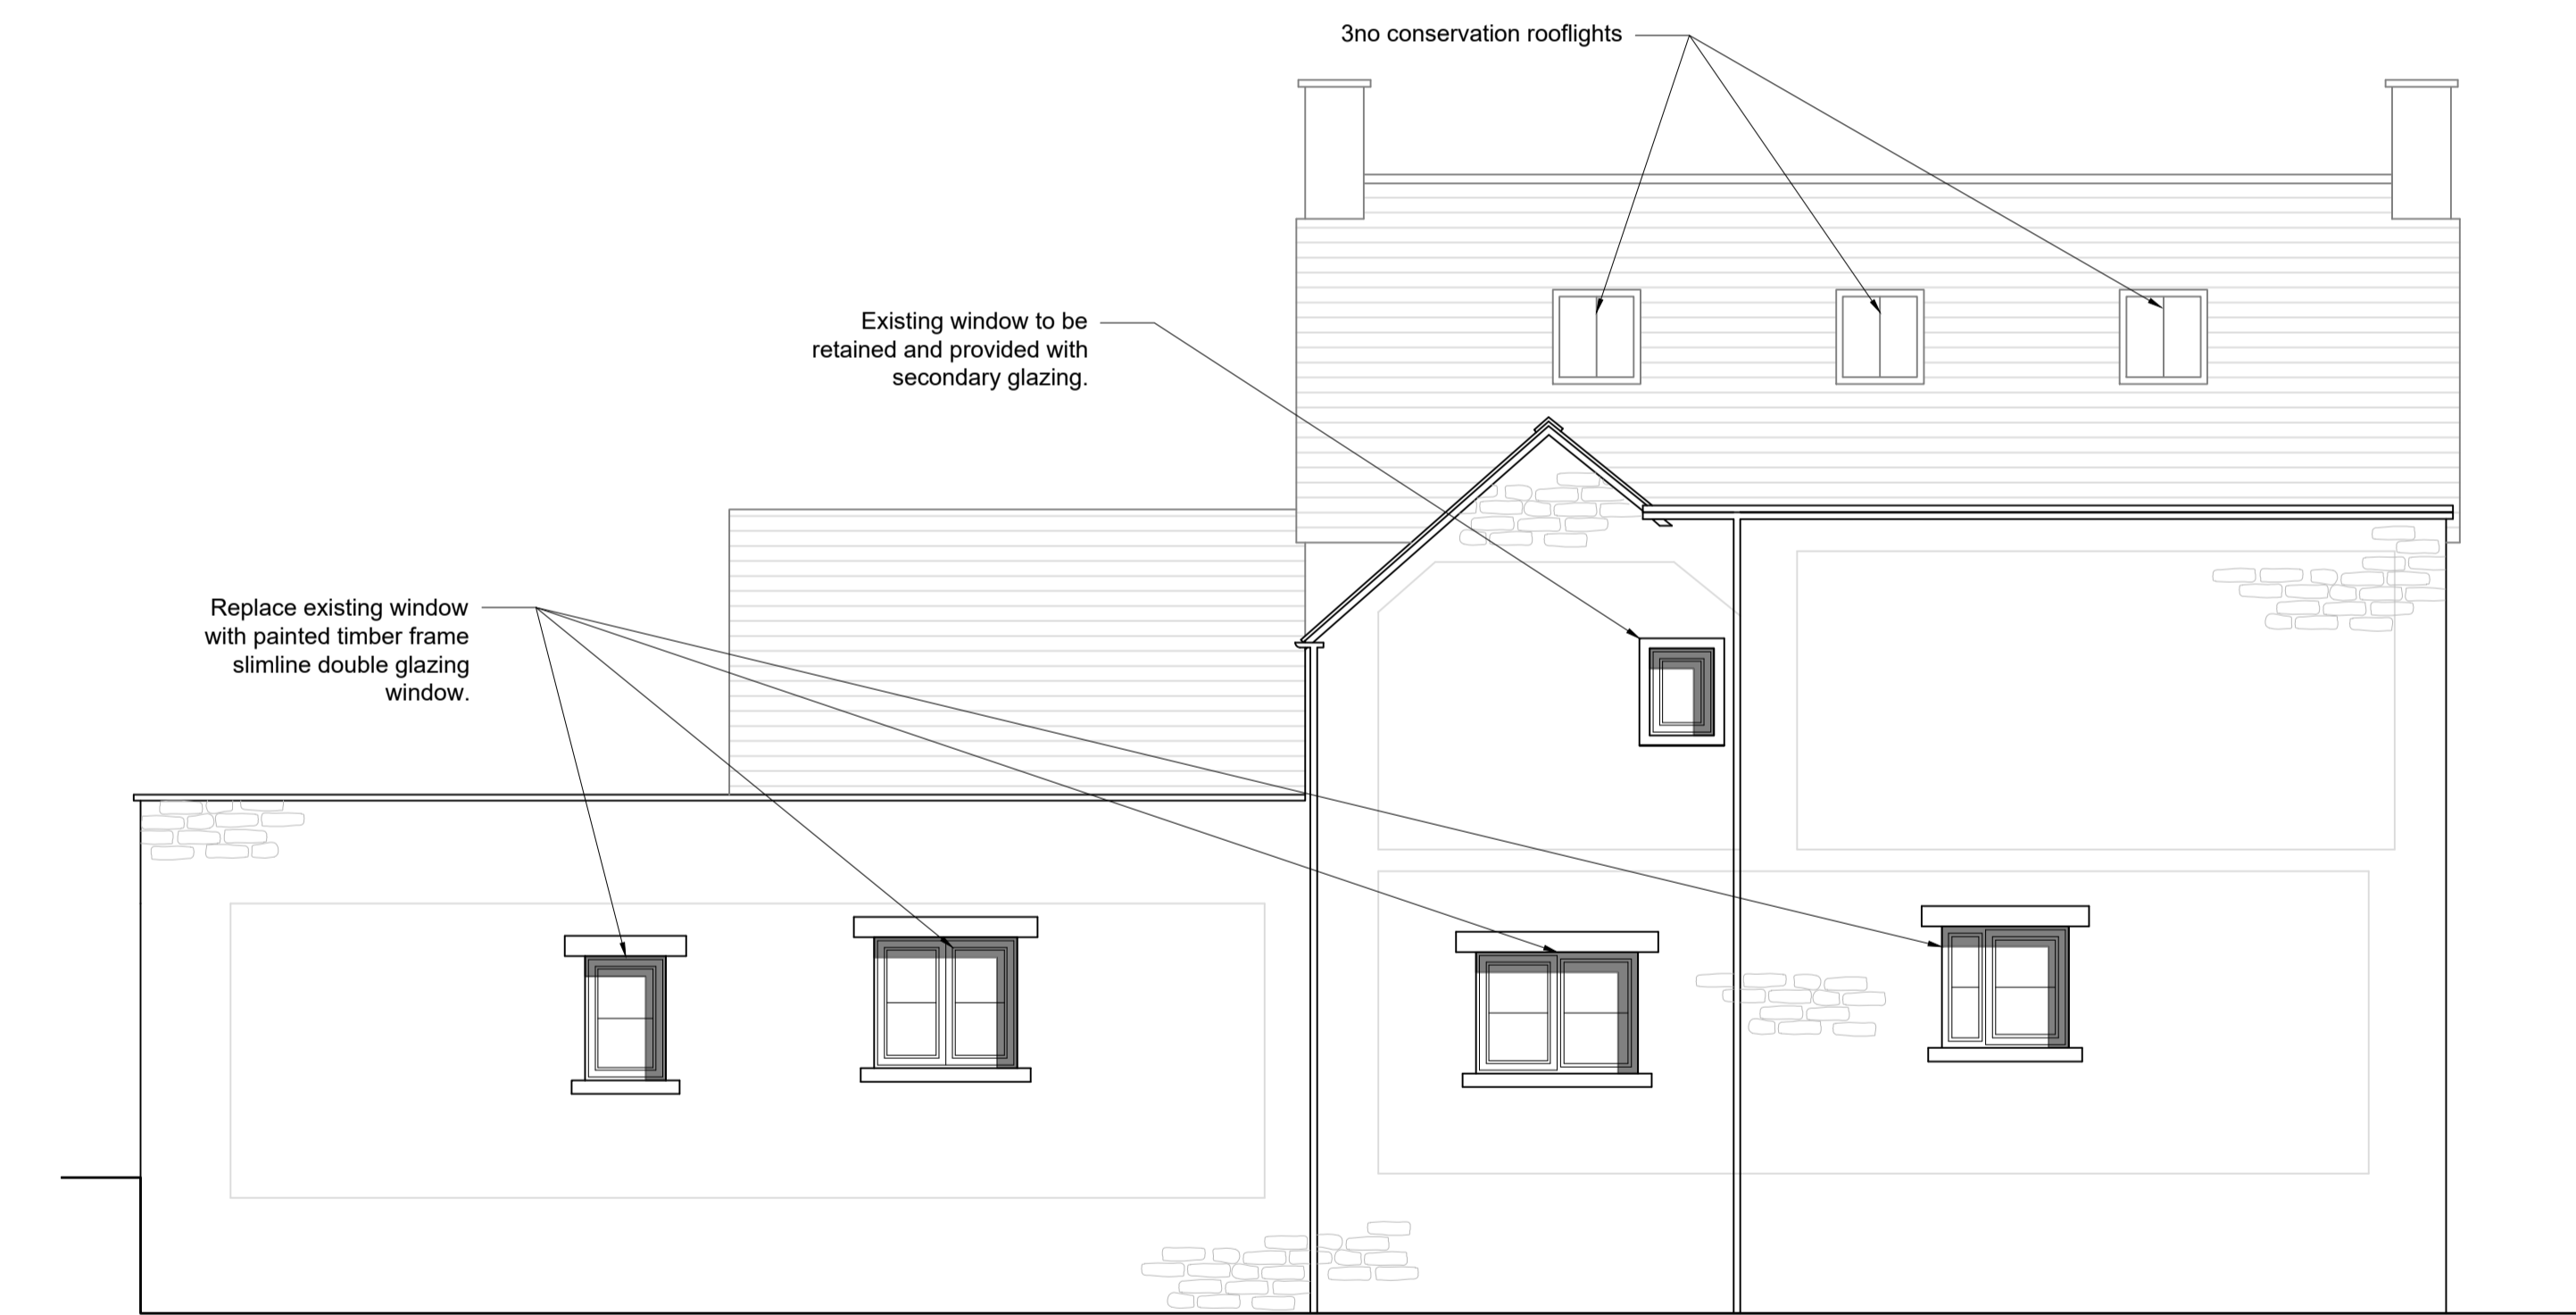 3no conservation rooflights
Existing window to be
retained and provided with
secondary glazing.
Replace existing window
with painted timber frame
slimline double glazing
window.